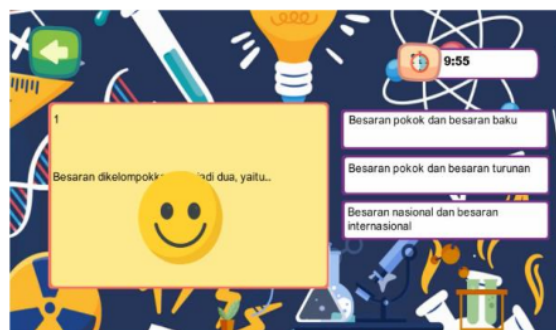 9:55
1
Besaran dikelompokka jadi dua, yaitu...
Besaran pokok dan besaran baku
Besaran pokok dan besaran turunan
Besaran nasional dan besaran
internasional